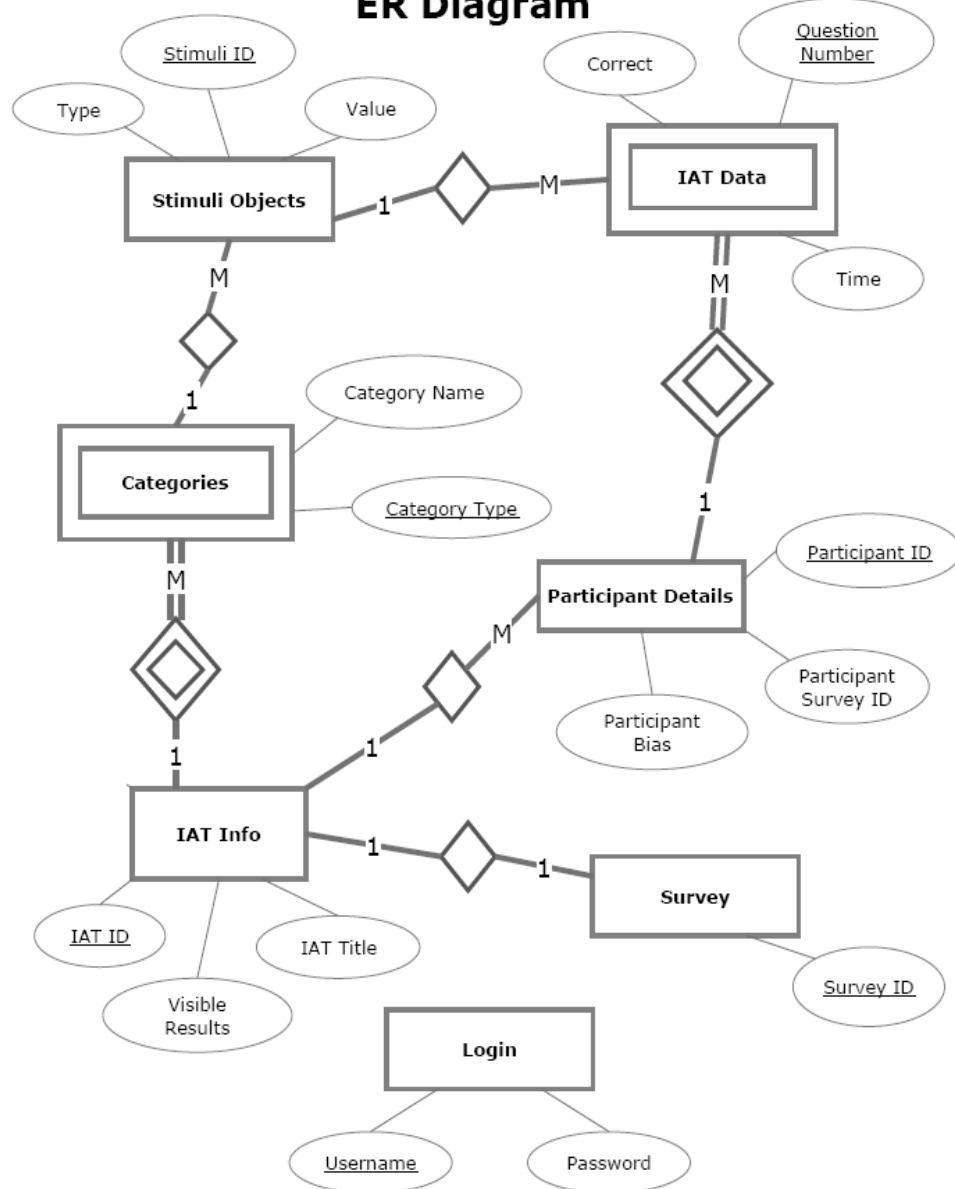 ER Diagram
Stimuli ID
Type
Value
Stimuli Objects
Correct
Question
Number
IAT Data
Time
1
M
M
1
M
1
Category Name
Categories
Category Type
M
1
Participant Details
Participant ID
Participant
Survey ID
Participant
Bias
M
1
IAT Info
IAT ID
Visible
Results
IAT Title
1
1
Survey
Survey ID
Login
Username
Password